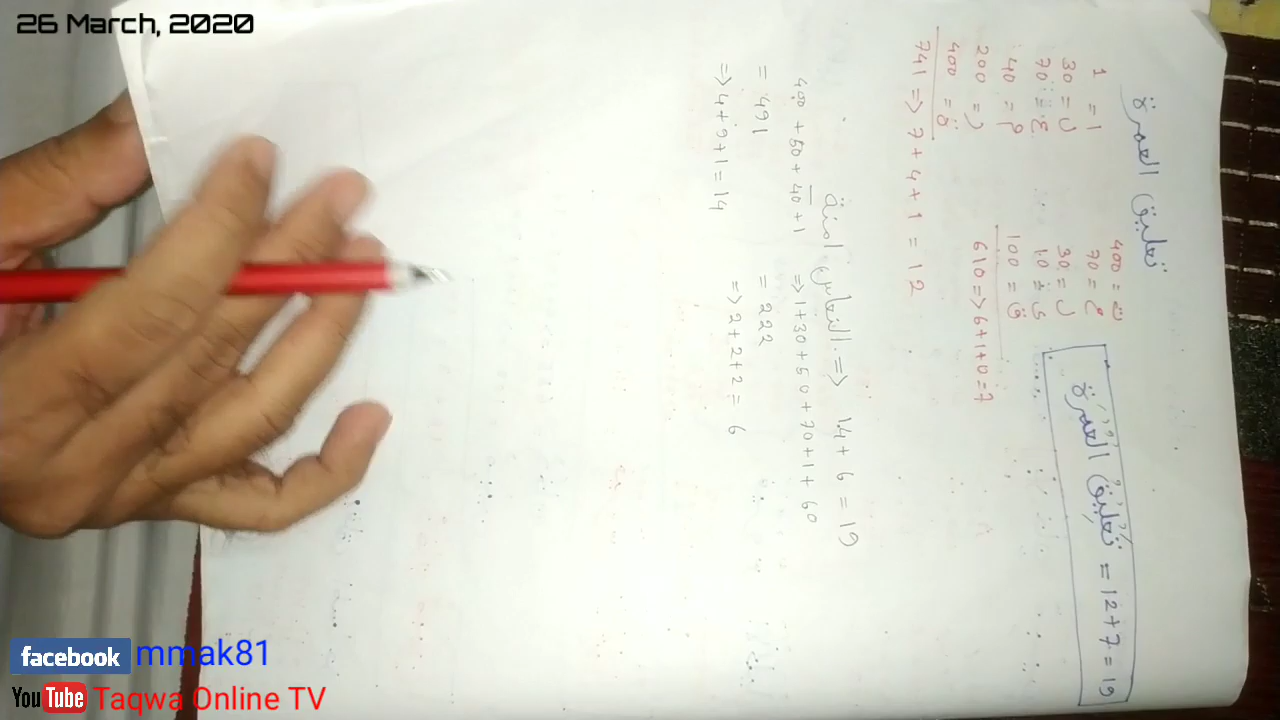 26 March, 2020
تعليق العمرة
1 = ا
30 = ل
70 = ع
40 = م
200 = ر
400 = ة
741 => 7+4+1 = 12
400 = ت
70 = ع
30 = ل
10 = ى
100 = ق
610 => 6+1+0=7
تَعْلِيْق الْعُمْرَة = 12+7=19
النعاس امنة => 14+6=19
400 +50+40+1
= 491
=> 4+9+1=14
=> 1+30+50+70+1+60
= 222
=> 2+2+2= 6
facebook mmak81
YouTube Taqwa Online TV